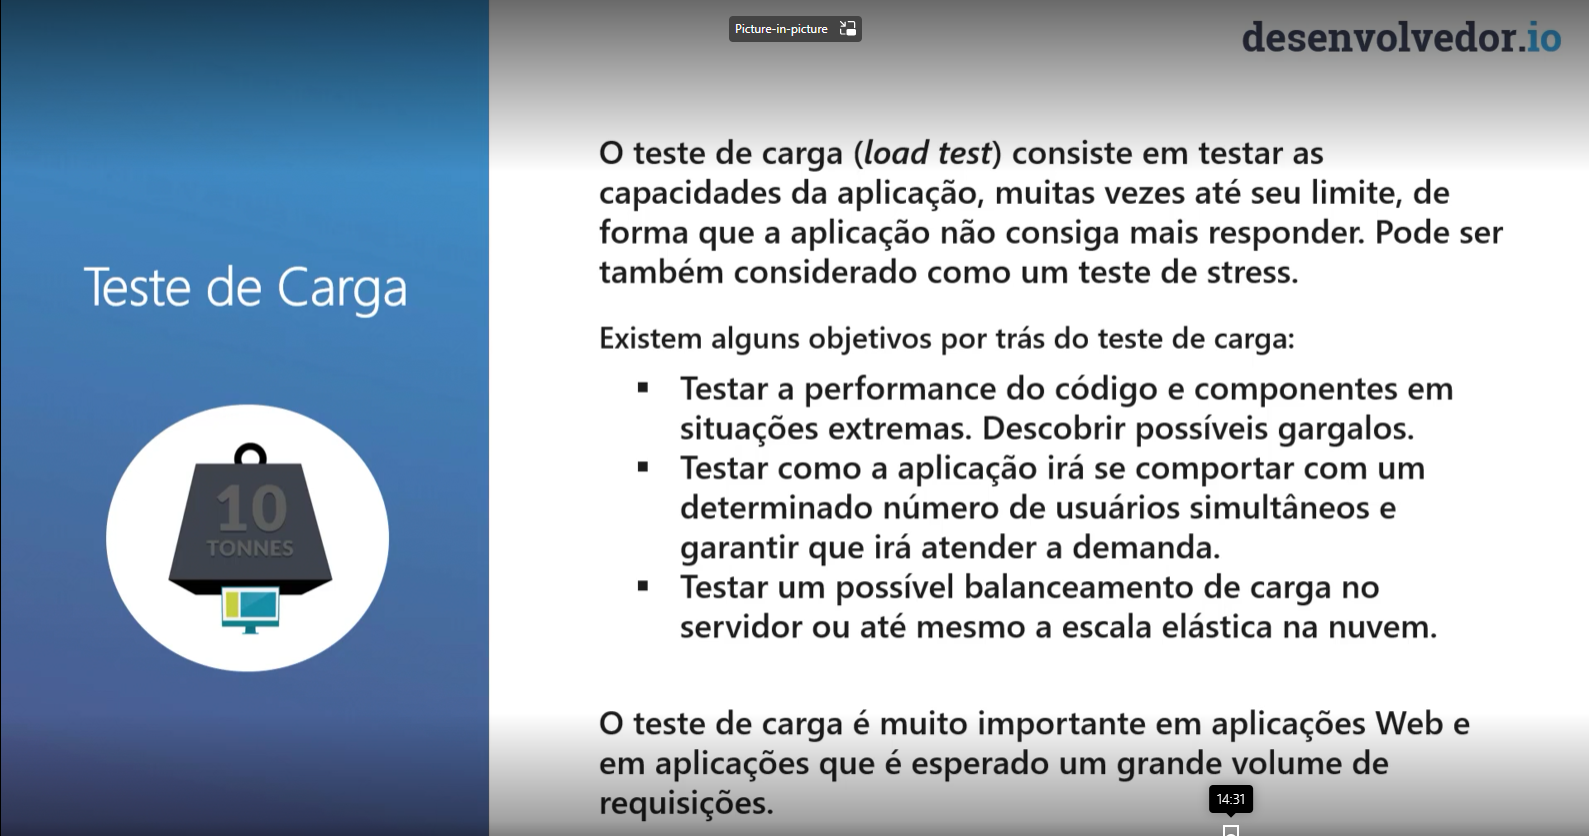 Picture-in-picture
desenvolvedor.io
Teste de Carga
10
TONNES
O teste de carga (load test) consiste em testar as
capacidades da aplicação, muitas vezes até seu limite, de
forma que a aplicação não consiga mais responder. Pode ser
também considerado como um teste de stress.
Existem alguns objetivos por trás do teste de carga:
▪ Testar a performance do código e componentes em
situações extremas. Descobrir possíveis gargalos.
▪ Testar como a aplicação irá se comportar com um
determinado número de usuários simultâneos e
garantir que irá atender a demanda.
▪ Testar um possível balanceamento de carga no
servidor ou até mesmo a escala elástica na nuvem.
O teste de carga é muito importante em aplicações Web e
em aplicações que é esperado um grande volume de
requisições.
14:31